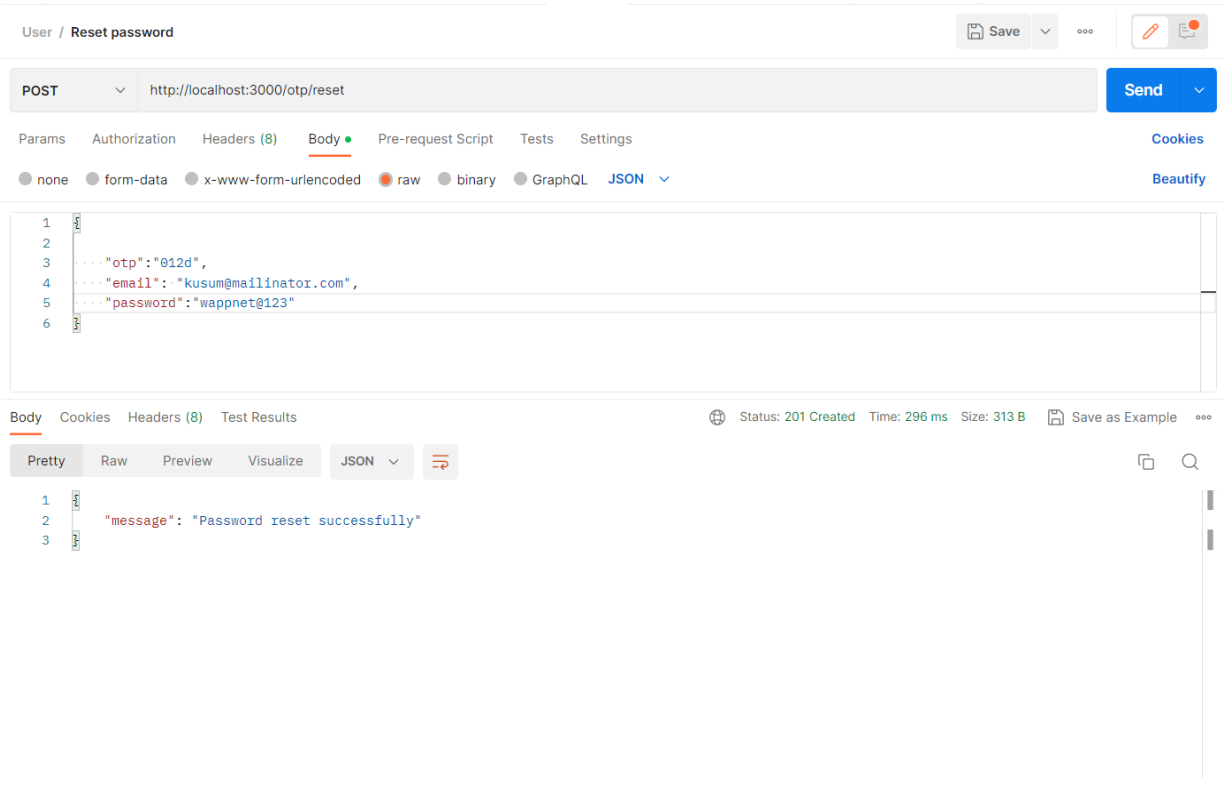 User / Reset password Save
POST http://localhost:3000/otp/reset Send
Params Authorization Headers (8) Body Pre-request Script Tests Settings Cookies
none form-data x-www-form-urlencoded raw binary GraphQL JSON Beautify
1 {
2
3 "otp":"012d",
4 "email": "kusum@mailinator.com",
5 "password":"wappnet@123"
6 }
Body Cookies Headers (8) Test Results Status: 201 Created Time: 296 ms Size: 313 B Save as Example
Pretty Raw Preview Visualize JSON
1 {
2 "message": "Password reset successfully"
3 }